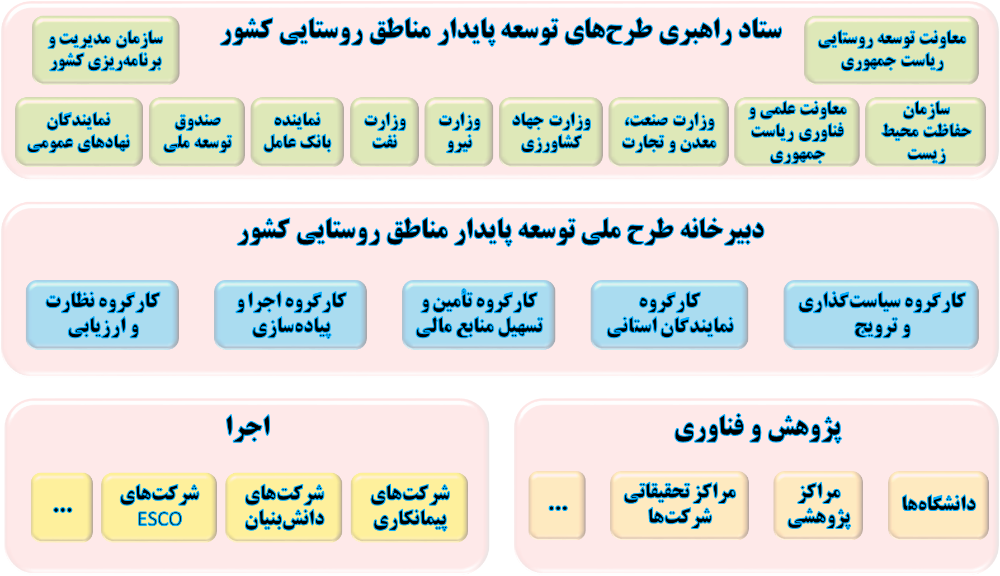 ستاد راهبری طرح‌های توسعه پایدار مناطق روستایی کشور
معاونت توسعه روستایی
ریاست جمهوری
سازمان مدیریت و
برنامه‌ریزی کشور
سازمان
حفاظت محیط
زیست
معاونت علمی و
فناوری ریاست
جمهوری
وزارت صنعت،
معدن و تجارت
وزارت جهاد
کشاورزی
وزارت
نیرو
وزارت
نفت
نماینده
بانک عامل
صندوق
توسعه ملی
نمایندگان
نهادهای عمومی
دبیرخانه طرح ملی توسعه پایدار مناطق روستایی کشور
کارگروه سیاست‌گذاری
و ترویج
کارگروه
نمایندگان استانی
کارگروه تأمین و
تسهیل منابع مالی
کارگروه اجرا و
پیاده‌سازی
کارگروه نظارت
و ارزیابی
پژوهش و فناوری
دانشگاه‌ها
مراکز
پژوهشی
مراکز تحقیقاتی
شرکت‌ها
...
اجرا
شرکت‌های
پیمانکاری
شرکت‌های
دانش‌بنیان
شرکت‌های
ESCO
...